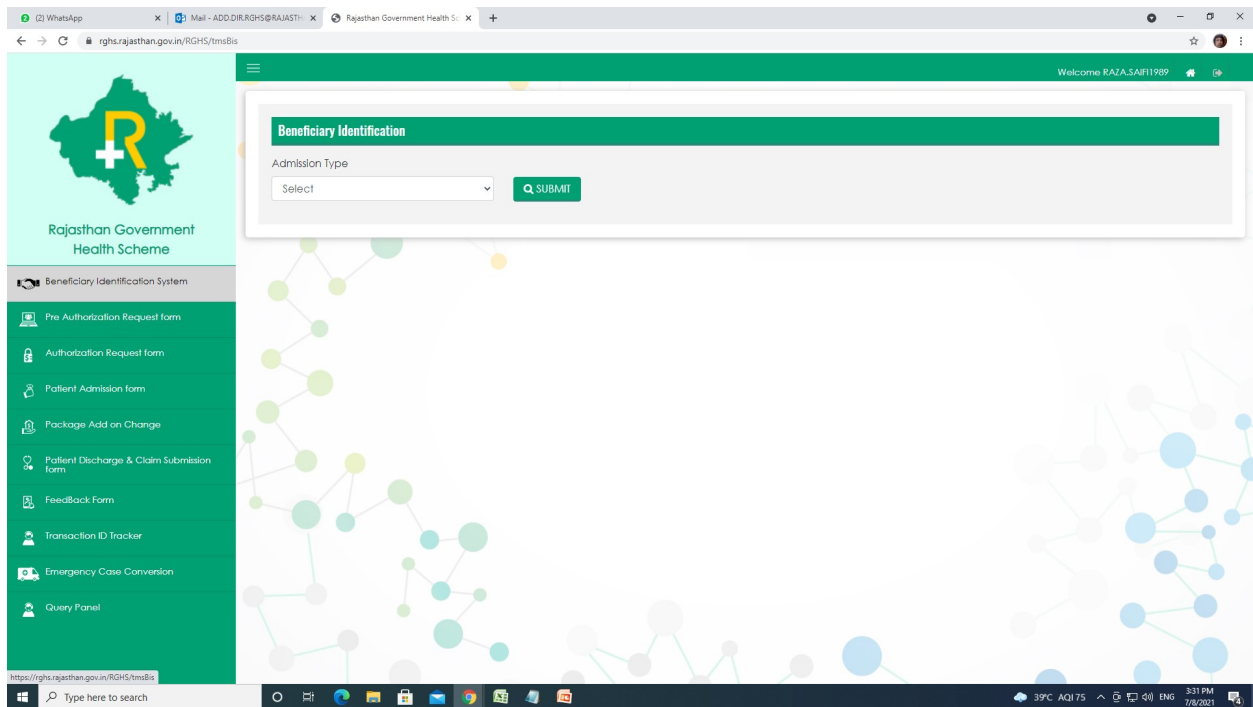 (2) WhatsApp
Mail - ADD.DIR.RGHS@RAJASTH
Rajasthan Government Health Sc
rghs.rajasthan.gov.in/RGHS/tmsBis
Welcome RAZA.SAIFI1989
R
Rajasthan Government
Health Scheme
Beneficiary Identification
Admission Type
Select
SUBMIT
Beneficiary Identification System
Pre Authorization Request form
Authorization Request form
Patient Admission form
Package Add on Change
Patient Discharge & Claim Submission
form
FeedBack Form
Transaction ID Tracker
Emergency Case Conversion
Query Panel
https://rghs.rajasthan.gov.in/RGHS/tmsBis
Type here to search
39°C AQI 75
ENG
3:31 PM
7/8/2021
4